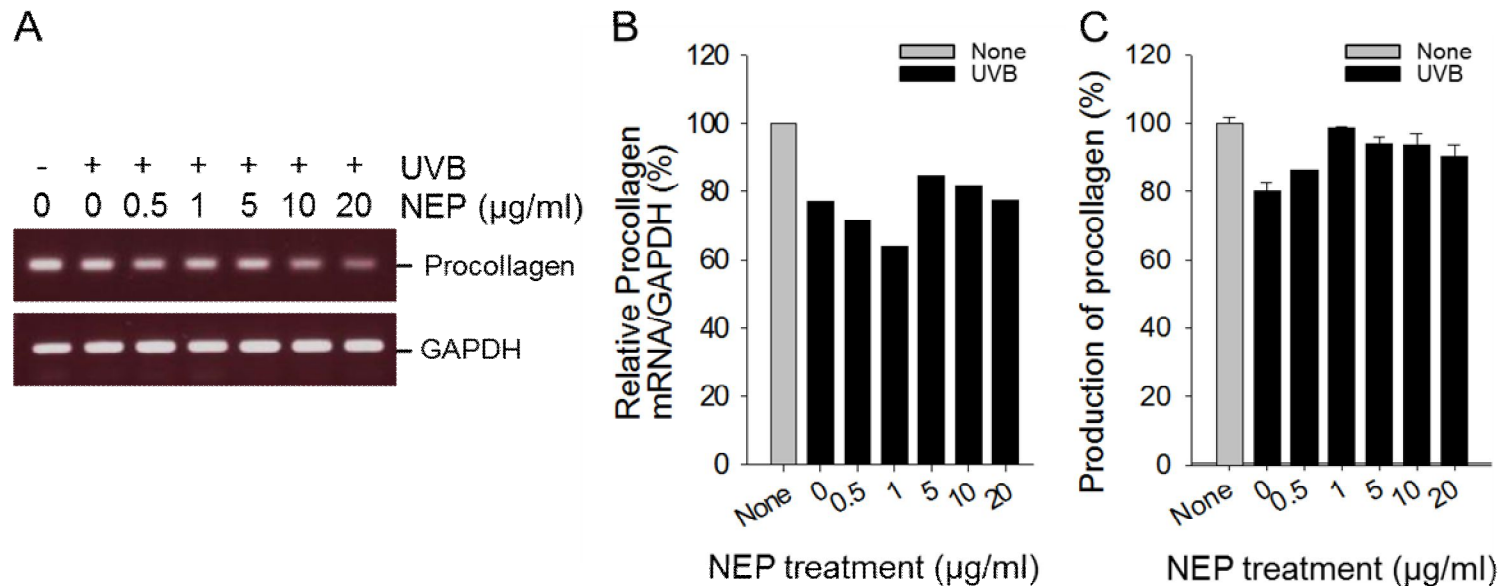 A
- + + + + + + UVB
0 0 0.5 1 5 10 20 NEP (µg/ml)
Procollagen
GAPDH
B
Relative Procollagen
mRNA/GAPDH (%)
None
UVB
120
100
80
60
40
20
0
None 0 0.5 1 5 10 20
NEP treatment (µg/ml)
C
Production of procollagen (%)
None
UVB
120
100
80
60
40
20
0
None 0 0.5 1 5 10 20
NEP treatment (µg/ml)